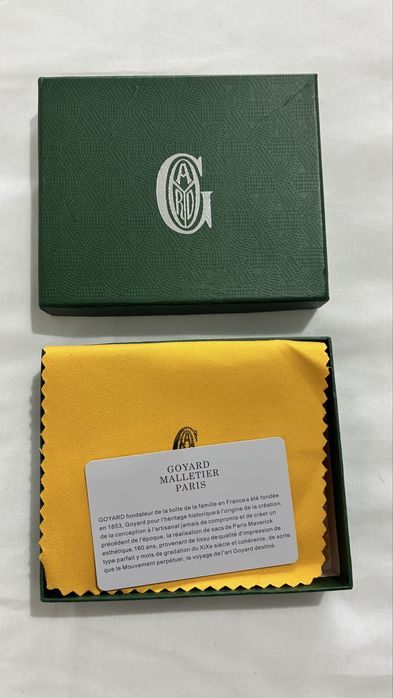 GOYARD
GOYARD
MALLETIER
PARIS
GOYARD fondateur de la boîte de la famille en Francea été fondée
en 1853, Goyard pour l'héritage historique à l'origine de la création,
de la conception à l'artisanat jamais de compromis et de créer un
précédent de l'époque, la réalisation de sacs de Paris Maverick
esthétique. 160 ans, provenant de tissu de qualité d'impression de
type parfait y mots de gradation du XIXe siècle et cohérente, de sorte
que le Mouvement perpétuel, le voyage de l'art Goyard destiné.